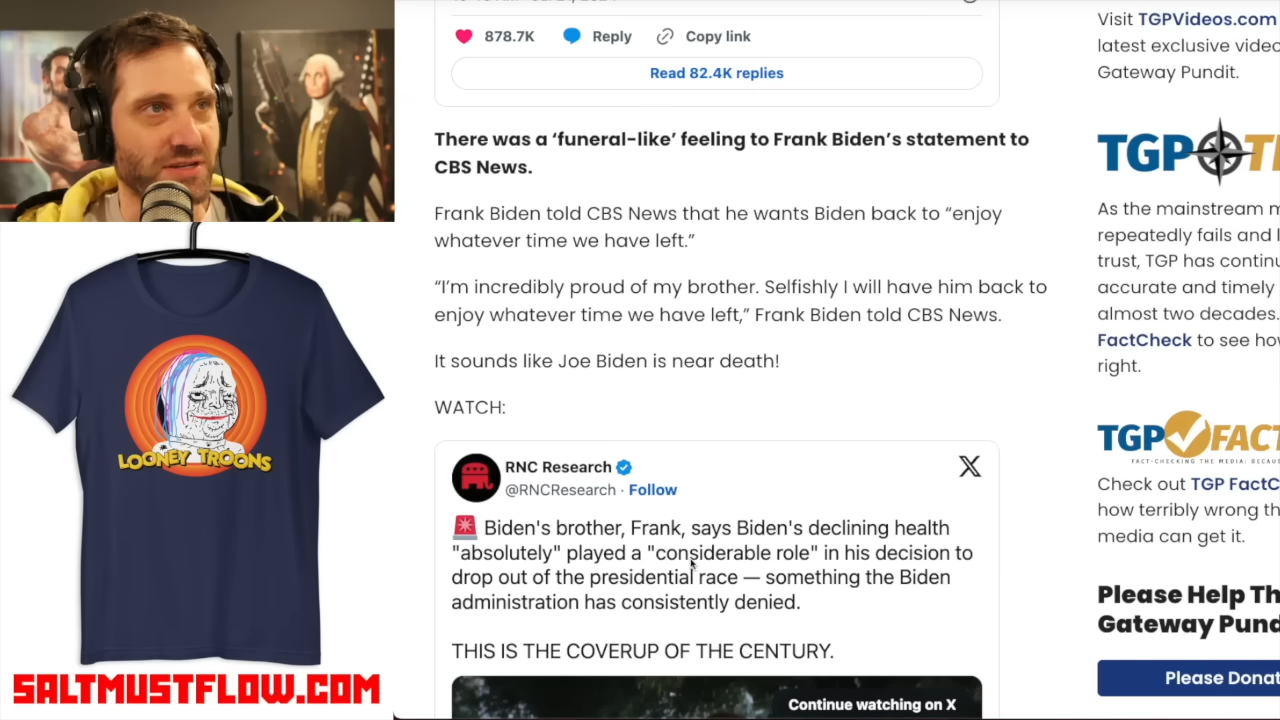 878.7K Reply Copy link
Read 82.4K replies
There was a ‘funeral-like’ feeling to Frank Biden’s statement to
CBS News.
Frank Biden told CBS News that he wants Biden back to “enjoy
whatever time we have left.”
“I’m incredibly proud of my brother. Selfishly I will have him back to
enjoy whatever time we have left,” Frank Biden told CBS News.
It sounds like Joe Biden is near death!
WATCH:
RNC Research
@RNCResearch · Follow
X
🚨 Biden's brother, Frank, says Biden's declining health
"absolutely" played a "considerable role" in his decision to
drop out of the presidential race — something the Biden
administration has consistently denied.
THIS IS THE COVERUP OF THE CENTURY.
Continue watching on X
Visit TGPVideos.com
latest exclusive video
Gateway Pundit.
TGP
As the mainstream m
repeatedly fails and l
trust, TGP has continu
accurate and timely
almost two decades.
FactCheck to see how
right.
TGP FACT
FACT-CHECKING THE MEDIA; BECAUS
Check out TGP FactC
how terribly wrong th
media can get it.
Please Help Th
Gateway Pund
Please Donat
LOONEY TROONS
SALTMUSTFLOW.COM